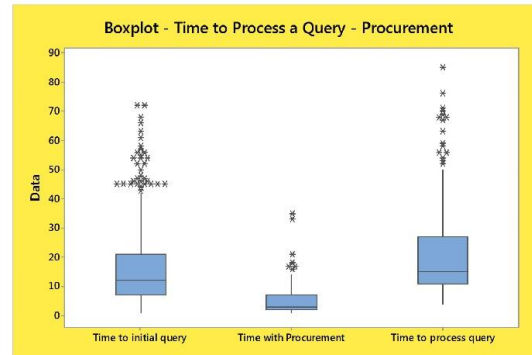 Boxplot - Time to Process a Query - Procurement
90
80
70
60
50
40
30
20
10
0
Data
Time to initial query
Time with Procurement
Time to process query